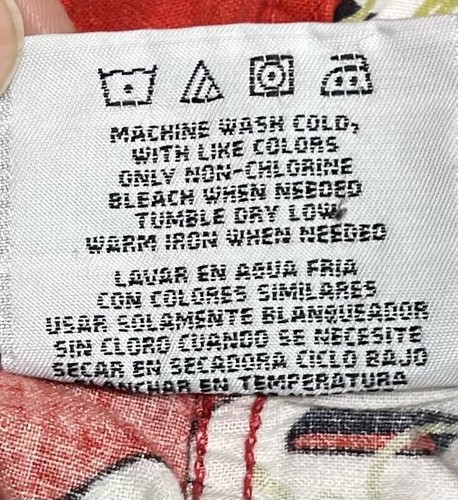 MACHINE WASH COLD,
WITH LIKE COLORS
ONLY NON-CHLORINE
BLEACH WHEN NEEDED
TUMBLE DRY LOW
WARM IRON WHEN NEEDED
LAVAR EN AGUA FRIA
CON COLORES SIMILARES
USAR SOLAMENTE BLANQUEADOR
SIN CLORO CUANDO SE NECESITE
SECAR EN SECADORA CICLO BAJO
PLANCHAR EN TEMPERATURA